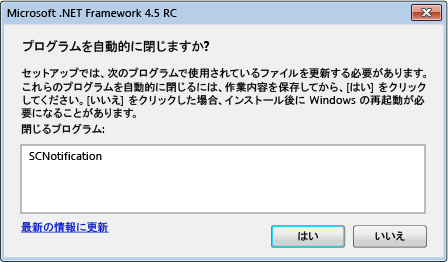 Microsoft .NET Framework 4.5 RC
プログラムを自動的に閉じますか?
セットアップでは、次のプログラムで使用されているファイルを更新する必要があります。
これらのプログラムを自動的に閉じるには、作業内容を保存してから、[はい] をクリック
してください。[いいえ] をクリックした場合、インストール後に Windows の再起動が必
要になることがあります。
閉じるプログラム:
SCNotification
最新の情報に更新
はい
いいえ